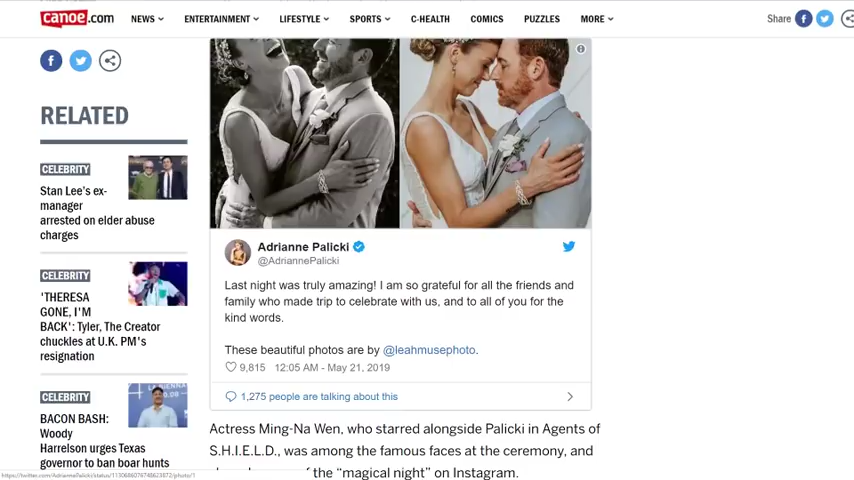 canoe.com
NEWS
ENTERTAINMENT
LIFESTYLE
SPORTS
C-HEALTH
COMICS
PUZZLES
MORE
Share
RELATED
CELEBRITY
Stan Lee's ex-
manager
arrested on elder abuse
charges
CELEBRITY
'THERESA
GONE, I'M
BACK': Tyler, The Creator
chuckles at U.K. PM's
resignation
CELEBRITY
BACON BASH:
Woody
Harrelson urges Texas
governor to ban boar hunts
Adrianne Palicki
@AdriannePalicki
Last night was truly amazing! I am so grateful for all the friends and
family who made trip to celebrate with us, and to all of you for the
kind words.
These beautiful photos are by @leahmusephoto.
9,815 12:05 AM - May 21, 2019
1,275 people are talking about this
Actress Ming-Na Wen, who starred alongside Palicki in Agents of
S.H.I.E.L.D., was among the famous faces at the ceremony, and
the "magical night" on Instagram.